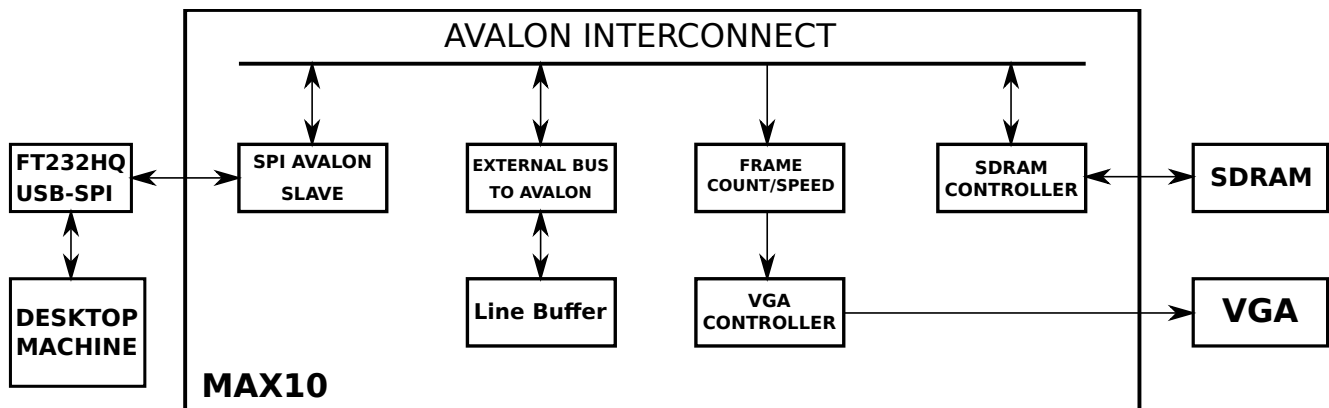 AVALON INTERCONNECT
FT232HQ
USB-SPI
SPI AVALON
SLAVE
EXTERNAL BUS
TO AVALON
FRAME
COUNT/SPEED
SDRAM
CONTROLLER
SDRAM
DESKTOP
MACHINE
Line Buffer
VGA
CONTROLLER
VGA
MAX10